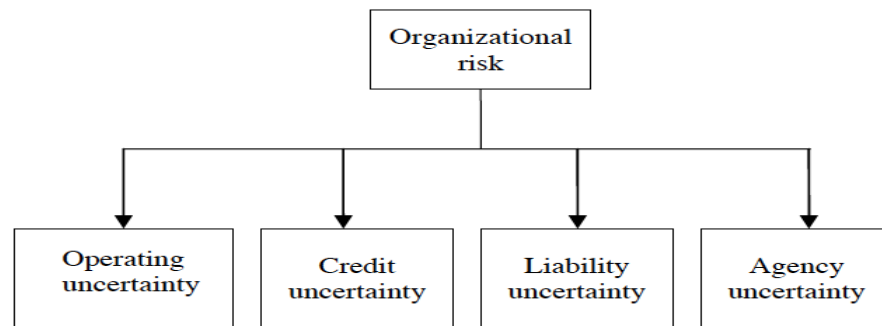 Organizational
risk
Operating
uncertainty
Credit
uncertainty
Liability
uncertainty
Agency
uncertainty